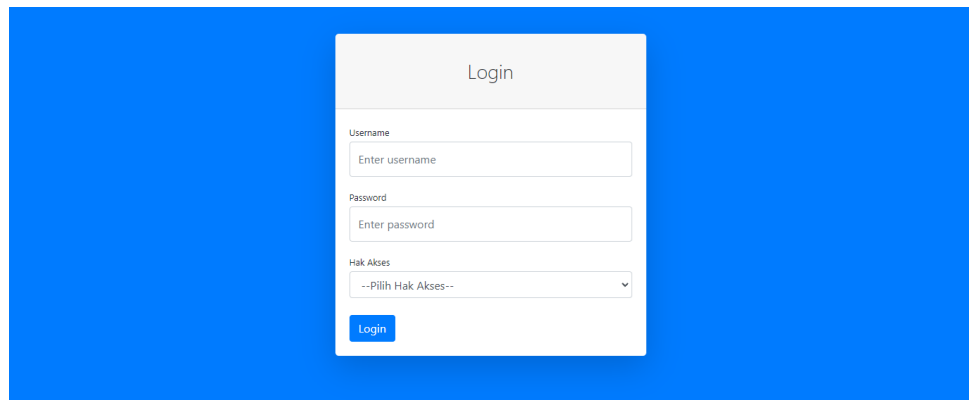 Login
Username
Enter username
Password
Enter password
Hak Akses
--Pilih Hak Akses--
Login